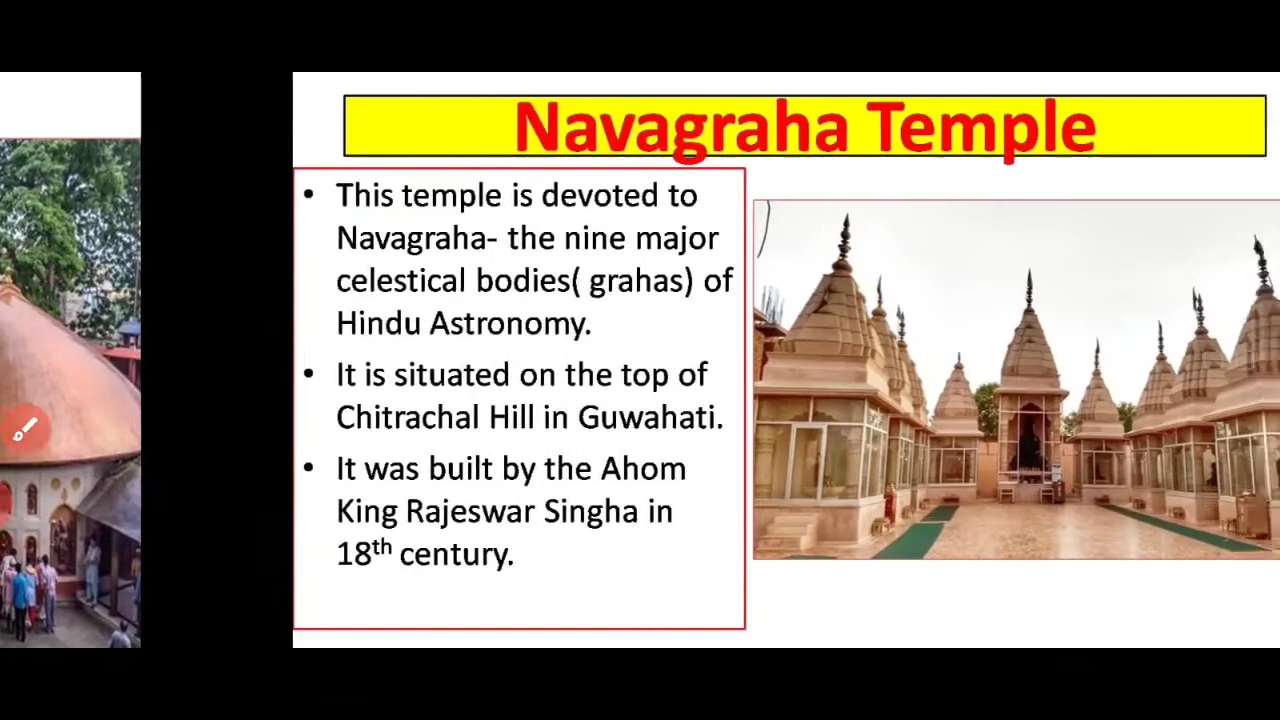 Navagraha Temple
• This temple is devoted to
Navagraha- the nine major
celestical bodies( grahas) of
Hindu Astronomy.
• It is situated on the top of
Chitrachal Hill in Guwahati.
• It was built by the Ahom
King Rajeswar Singha in
18th century.